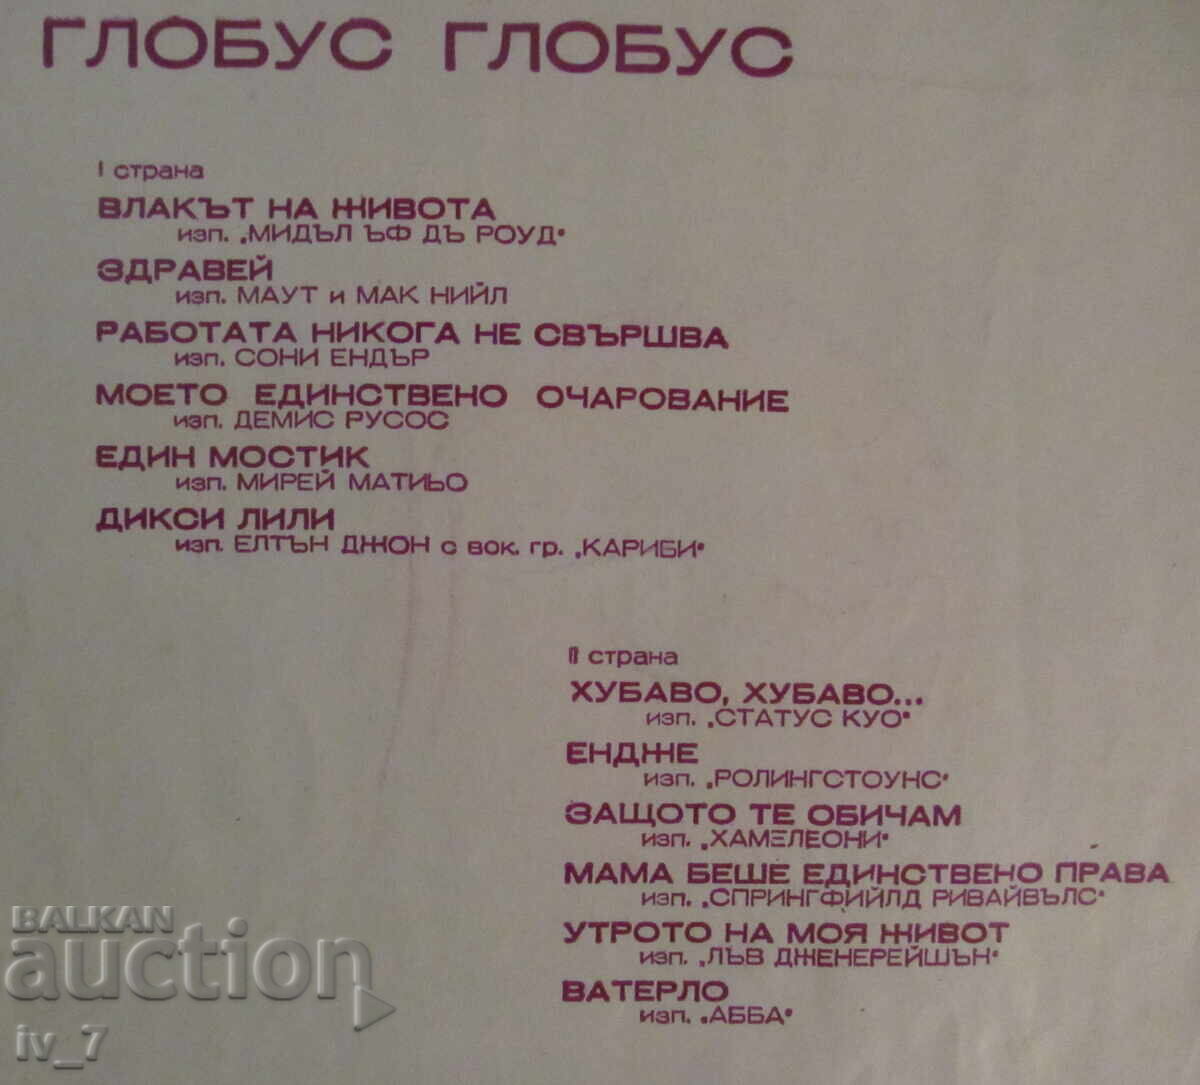 ГЛОБУС ГЛОБУС
I страна
ВЛАКЪТ НА ЖИВОТА
изп. „МИДЪЛ ЪФ ДЪ РОУД“
ЗДРАВЕЙ
изп. МАУТ и МАК НИЙЛ
РАБОТАТА НИКОГА НЕ СВЪРШВА
изп. СОНИ ЕНДЪР
МОЕТО ЕДИНСТВЕНО ОЧАРОВАНИЕ
изп. ДЕМИС РУСОС
ЕДИН МОСТИК
изп. МИРЕЙ МАТИЬО
ДИКСИ ЛИЛИ
изп. ЕЛТЪН ДЖОН с вок. гр. „КАРИБИ“
II страна
ХУБАВО, ХУБАВО...
изп. „СТАТУС КУО“
ЕНДЖЕ
изп. „РОЛИНГСТОУНС“
ЗАЩОТО ТЕ ОБИЧАМ
изп. „ХАМЕЛЕОНИ“
МАМА БЕШЕ ЕДИНСТВЕНО ПРАВА
изп. „СПРИНГФИЙЛД РИВАЙВЪЛС“
УТРОТО НА МОЯ ЖИВОТ
изп. „ЛЪВ ДЖЕНЕРЕЙШЪН“
ВАТЕРЛО
изп. „АББА“
BALKAN
auction
iv_7